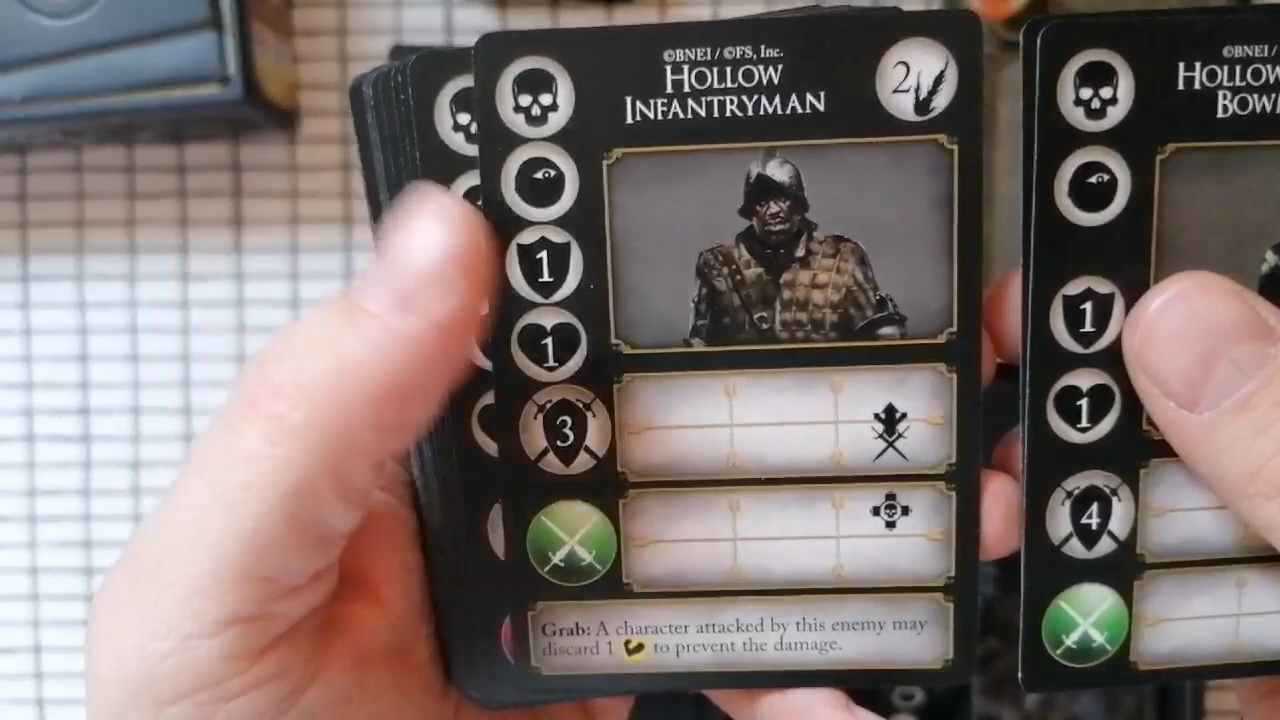 ©BNEI / ©FS, Inc.
HOLLOW
INFANTRYMAN
2
1
1
3
Grab: A character attacked by this enemy may
discard 1 to prevent the damage.
©BNEI /
HOLLOW
1
1
4